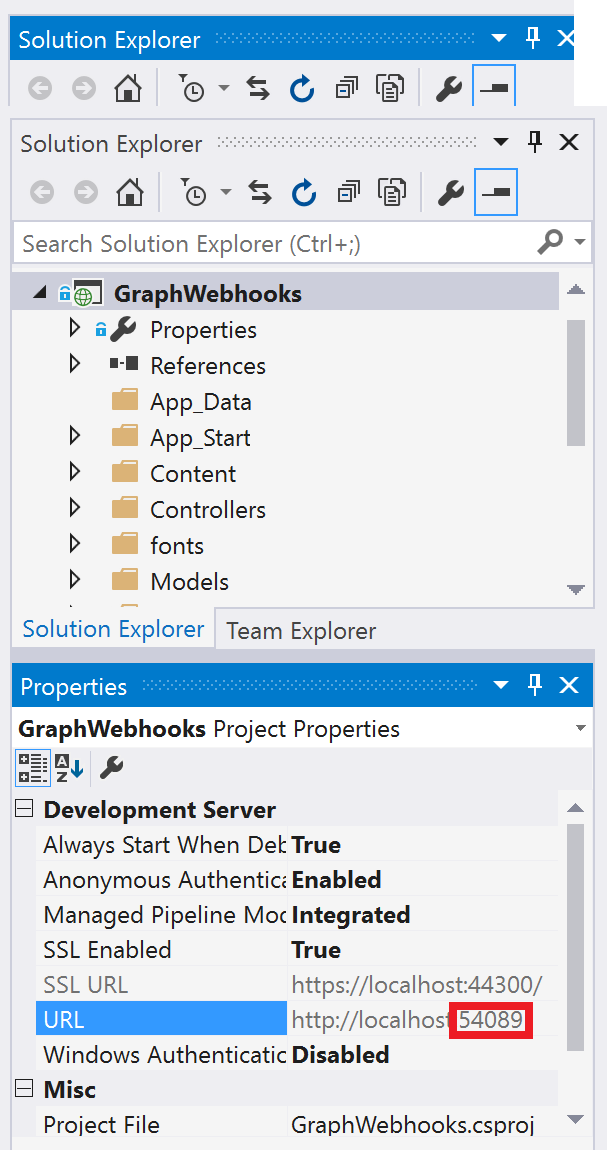 Solution Explorer
Solution Explorer
Search Solution Explorer (Ctrl+;)
GraphWebhooks
Properties
References
App_Data
App_Start
Content
Controllers
fonts
Models
Solution Explorer Team Explorer
Properties
GraphWebhooks Project Properties
Development Server
Always Start When Deb True
Anonymous Authentica Enabled
Managed Pipeline Moc Integrated
SSL Enabled True
SSL URL https://localhost:44300/
URL http://localhost 54089
Windows Authenticatio Disabled
Misc
Project File GraphWebhooks.csproj